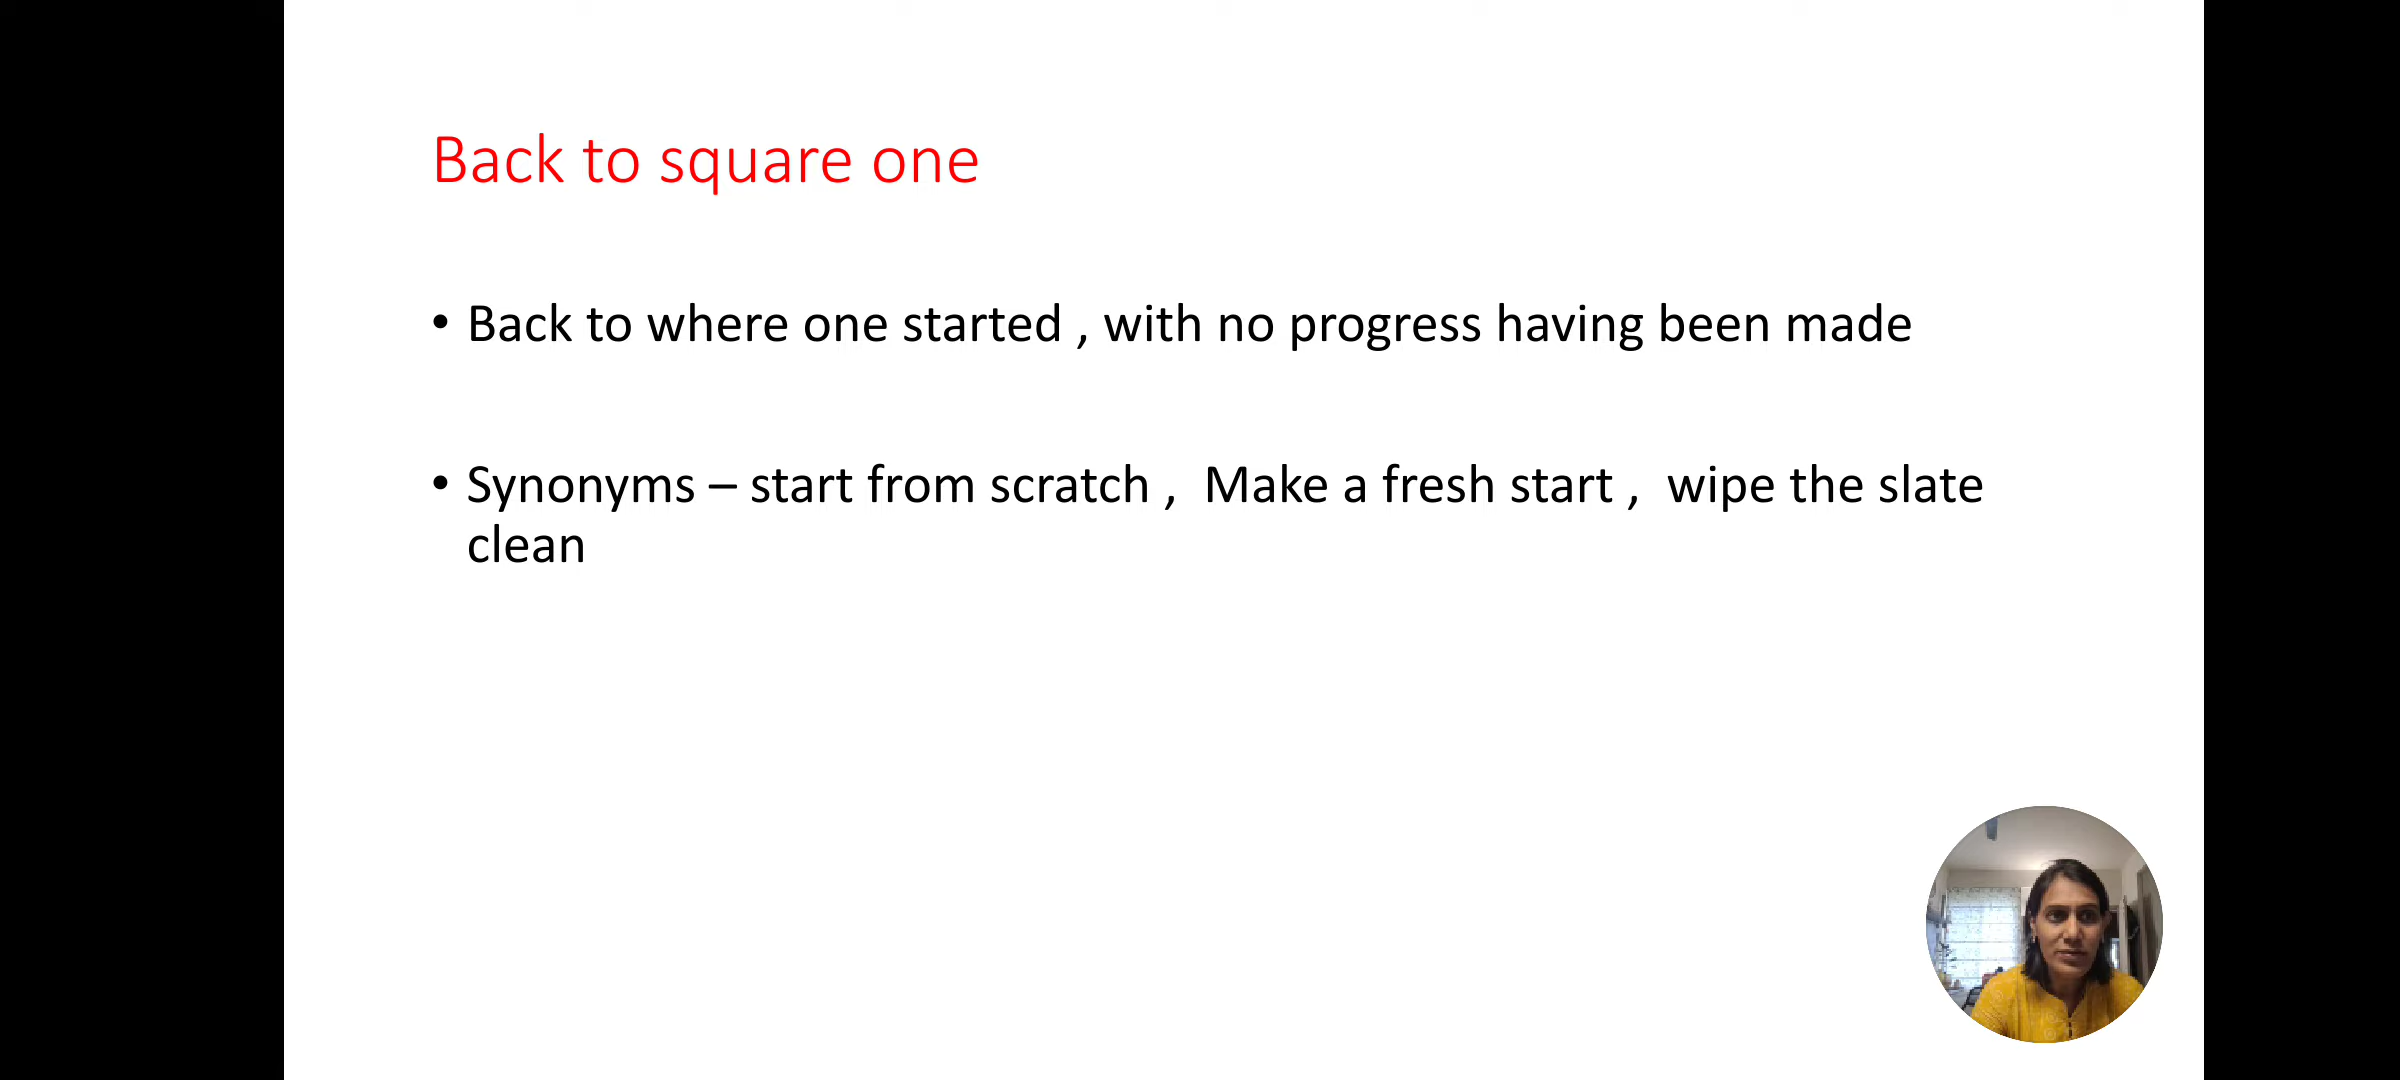 Back to square one
• Back to where one started , with no progress having been made
• Synonyms – start from scratch ,  Make a fresh start ,  wipe the slate
clean